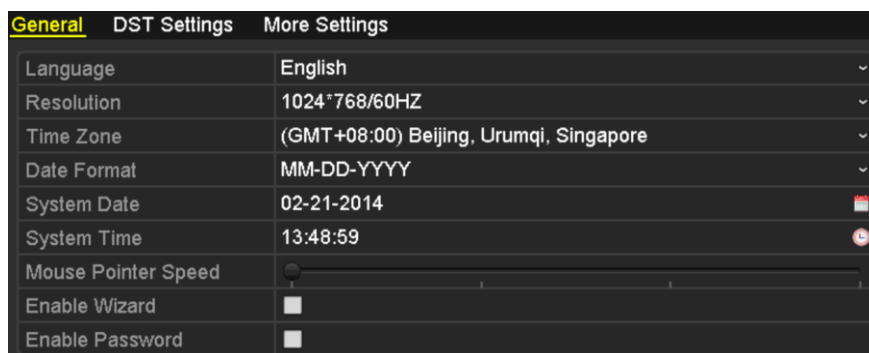 General DST Settings More Settings
Language English
Resolution 1024*768/60HZ
Time Zone (GMT+08:00) Beijing, Urumqi, Singapore
Date Format MM-DD-YYYY
System Date 02-21-2014
System Time 13:48:59
Mouse Pointer Speed
Enable Wizard
Enable Password